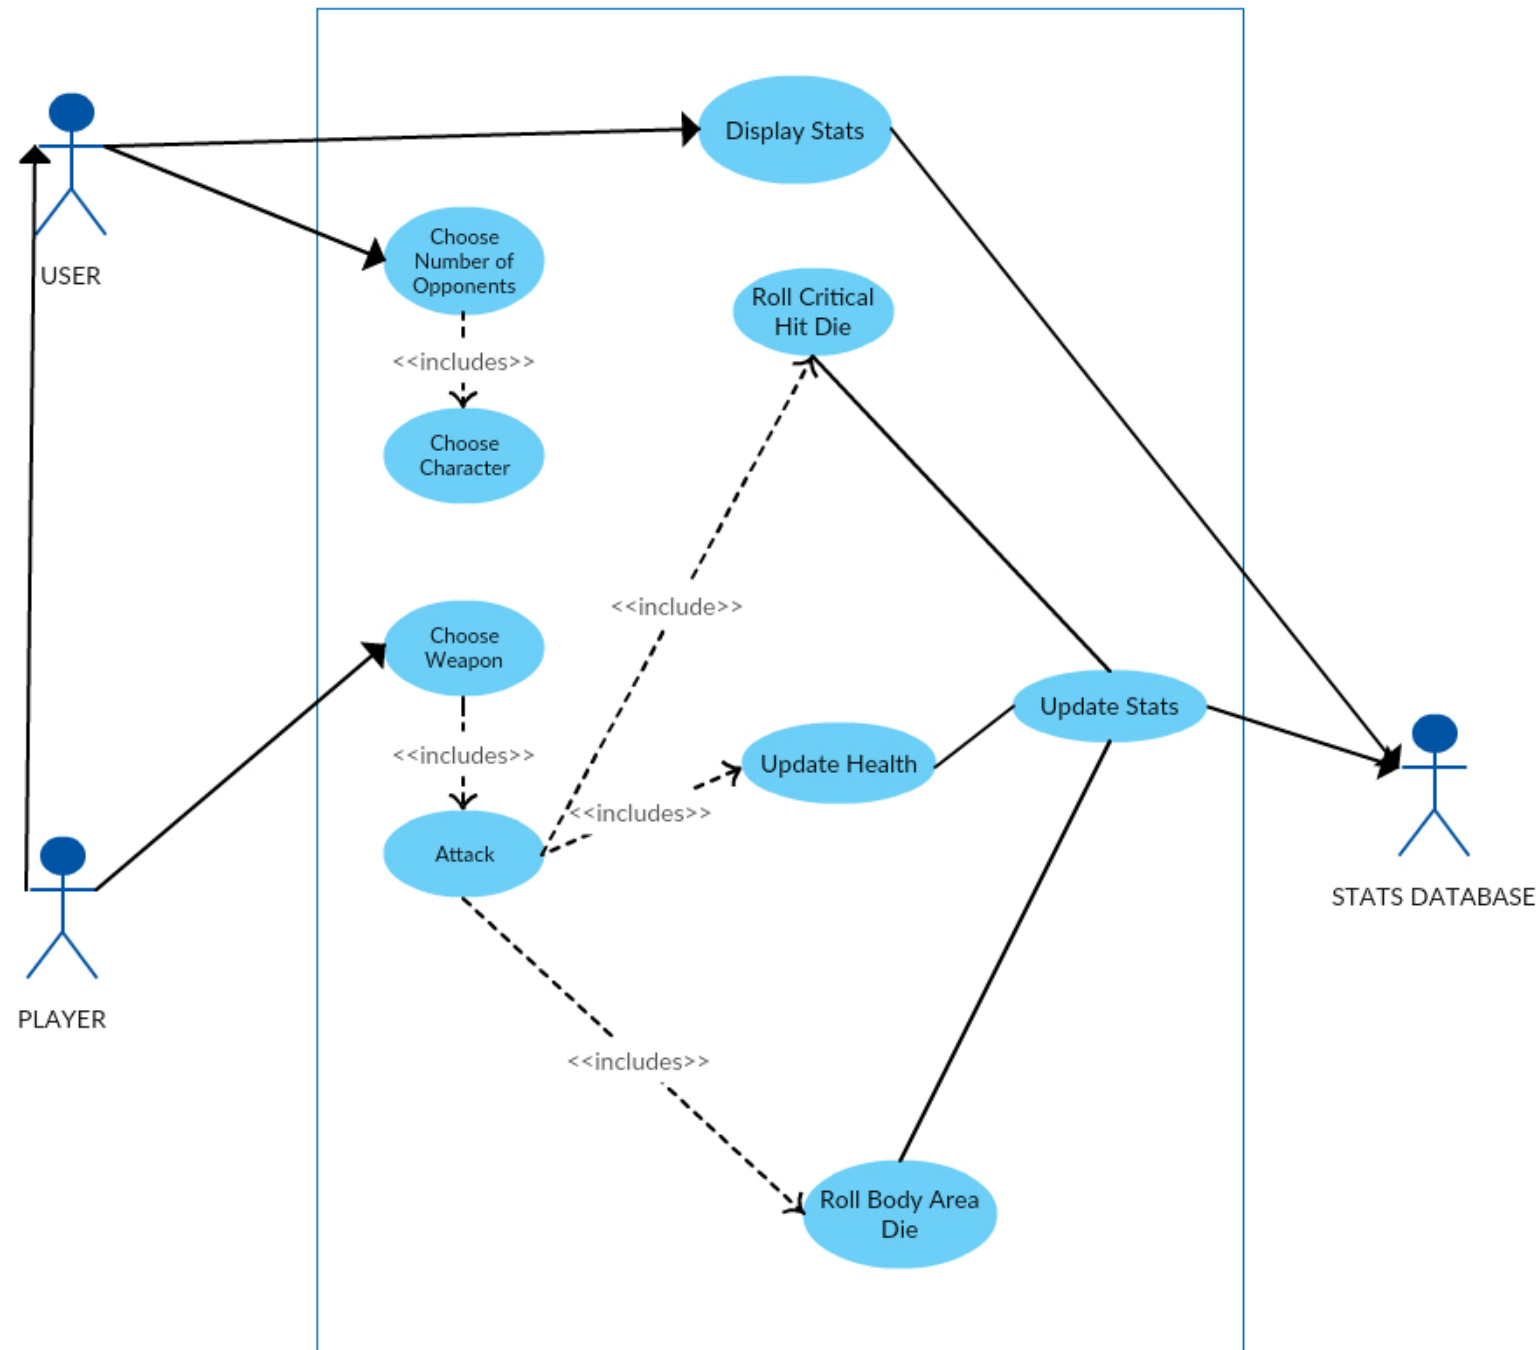 Display Stats
USER
Choose
Number of
Opponents
Roll Critical
Hit Die
<<includes>>
Choose
Character
<<include>>
Choose
Weapon
Update Stats
<<includes>>
Update Health
<<includes>>
Attack
STATS DATABASE
PLAYER
<<includes>>
Roll Body Area
Die